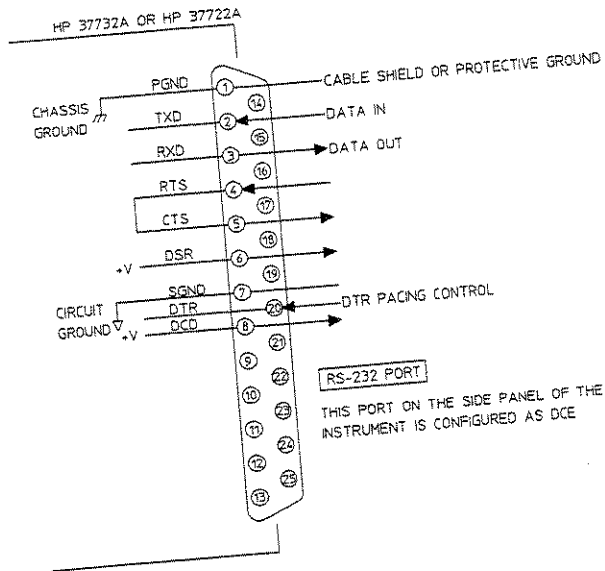 HP 37732A OR HP 37722A
PGND
1
CABLE SHIELD OR PROTECTIVE GROUND
CHASSIS
GROUND
14
TXD
2
DATA IN
15
RXD
3
DATA OUT
16
RTS
4
17
CTS
5
18
DSR
+V
6
19
SGND
7
CIRCUIT
GROUND
DTR
20
DTR PACING CONTROL
+V
DCD
8
21
9
22
10
23
11
24
12
25
13
RS-232 PORT
THIS PORT ON THE SIDE PANEL OF THE
INSTRUMENT IS CONFIGURED AS DCE